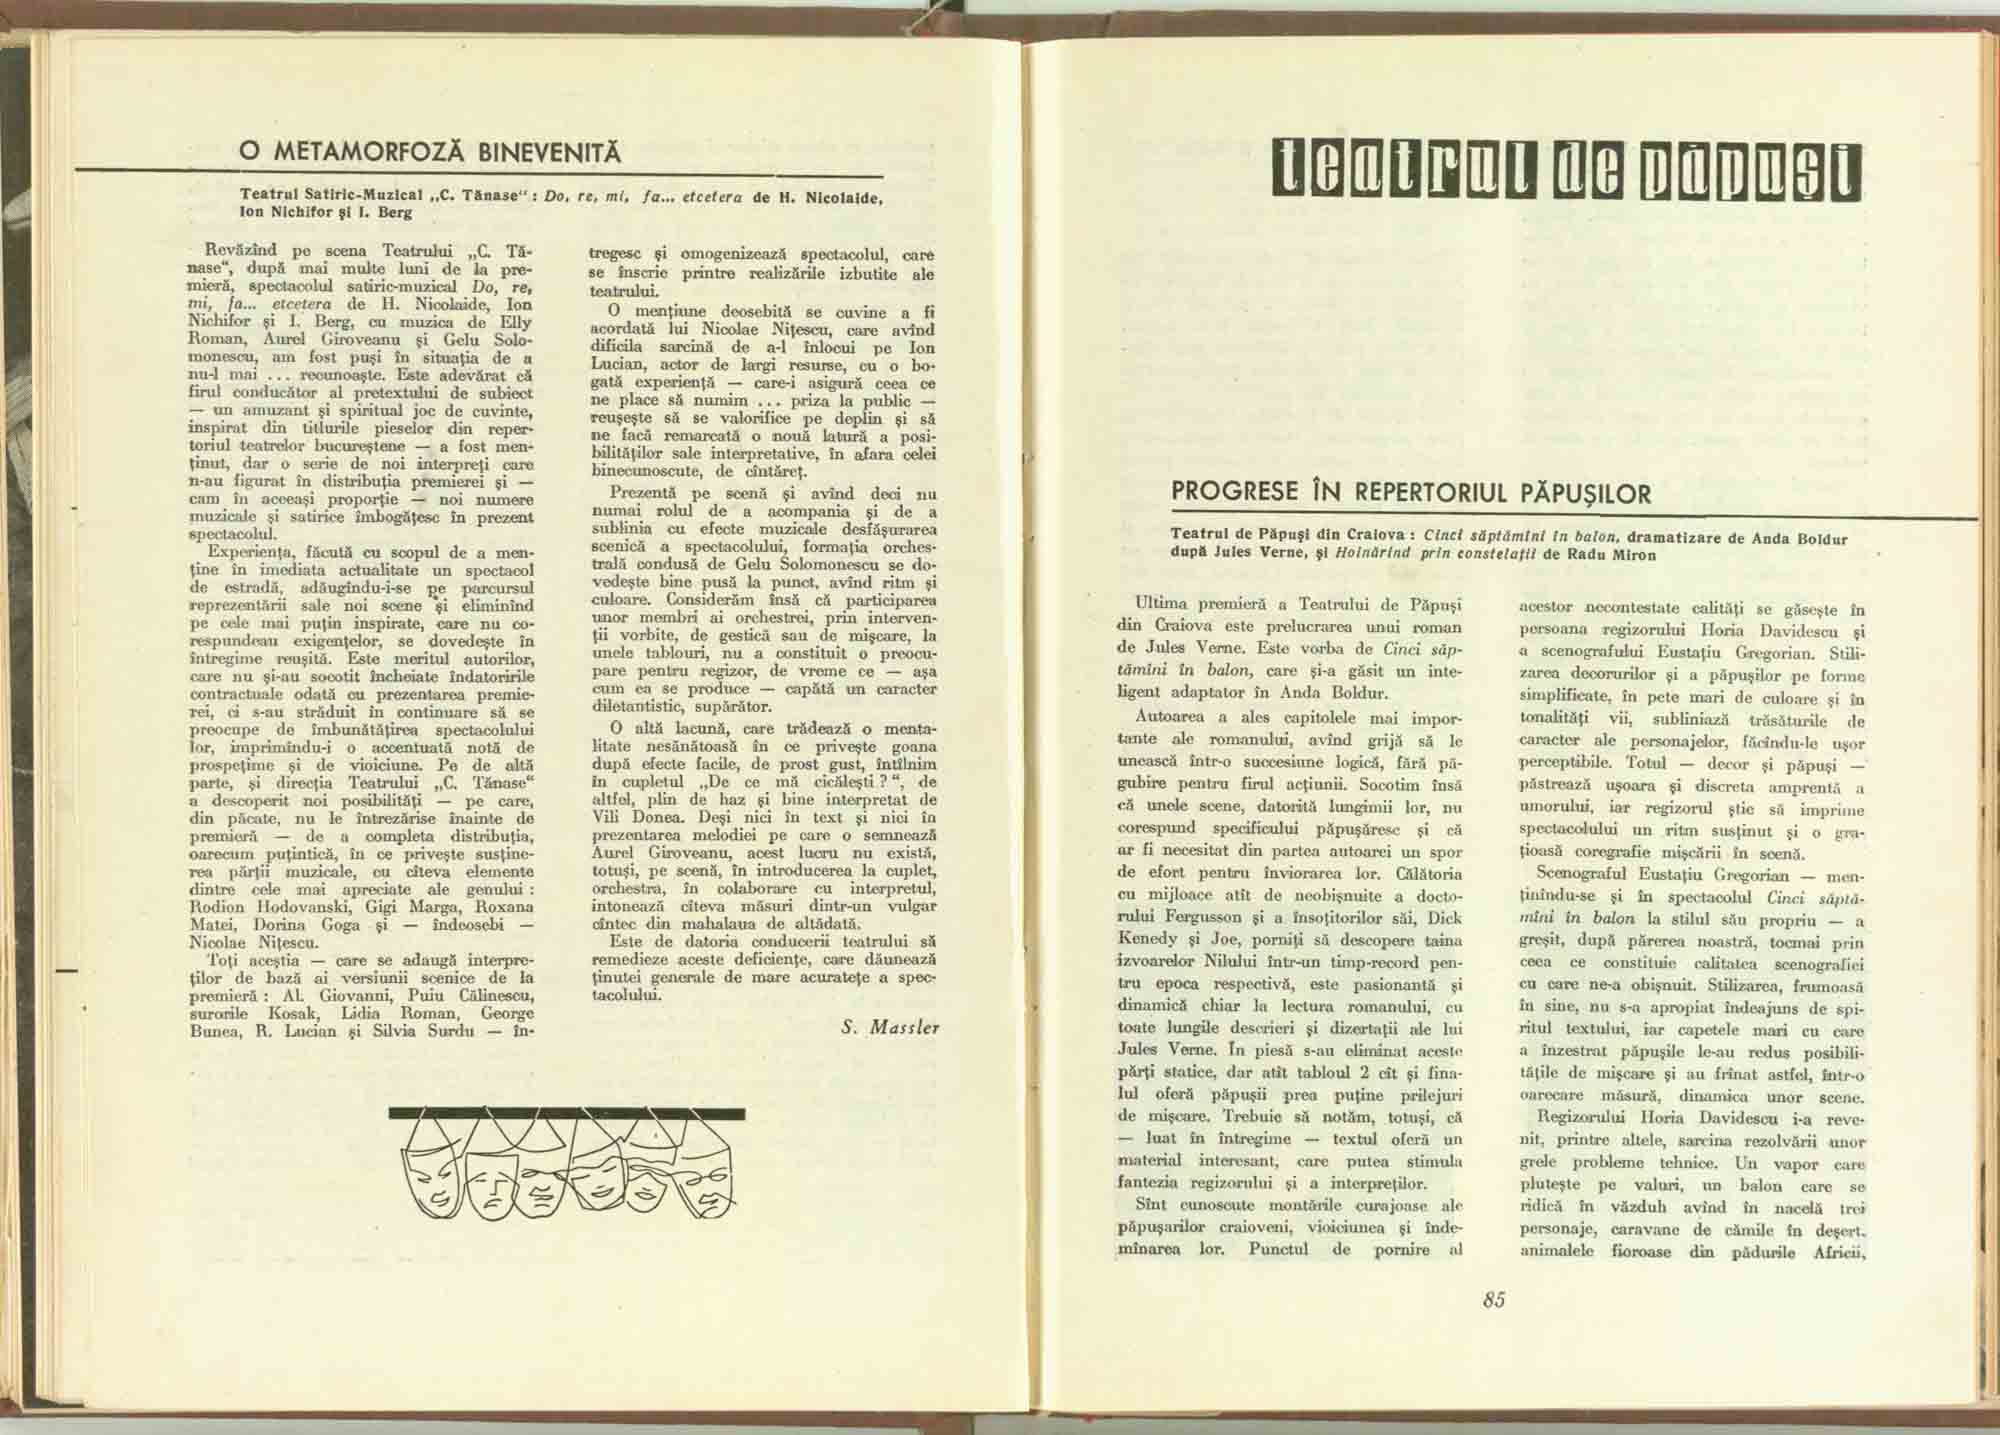 O METAMORFOZĂ BINEVENITĂ
Teatrul Satiric-Muzical „C. Tănase“ : Do, re, mi, fa... etcetera de H. Nicolaide,
Ion Nichifor şi I. Berg
Revăzînd pe scena Teatrului „C. Tă-
nase“, după mai multe luni de la pre-
mieră, spectacolul satiric-muzical Do, re,
mi, fa... etcetera de H. Nicolaide, Ion
Nichifor şi I. Berg, cu muzica de Elly
Roman, Aurel Giroveanu şi Gelu Solo-
monescu, am fost puşi în situaţia de a
nu-l mai ... recunoaşte. Este adevărat că
firul conducător al pretextului de subiect
— un amuzant şi spiritual joc de cuvinte,
inspirat din titlurile pieselor din reper-
toriul teatrelor bucureştene — a fost men-
ţinut, dar o serie de noi interpreţi care
n-au figurat în distribuţia premierei şi —
cam în aceeaşi proporţie — noi numere
muzicale şi satirice îmbogăţesc în prezent
spectacolul.
Experienţa, făcută cu scopul de a men-
ţine în imediata actualitate un spectacol
de estradă, adăugîndu-i-se pe parcursul
reprezentării sale noi scene şi eliminînd
pe cele mai puţin inspirate, care nu co-
respundeau exigenţelor, se dovedeşte în
întregime reuşită. Este meritul autorilor,
care nu şi-au socotit încheiate îndatoririle
contractuale odată cu prezentarea premie-
rei, ci s-au străduit în continuare să se
preocupe de îmbunătăţirea spectacolului
lor, imprimîndu-i o accentuată notă de
prospeţime şi de vioiciune. Pe de altă
parte, şi direcţia Teatrului „C. Tănase“
a descoperit noi posibilităţi — pe care,
din păcate, nu le întrezărise înainte de
premieră — de a completa distribuţia,
oarecum puţintică, în ce priveşte susţine-
rea părţii muzicale, cu cîteva elemente
dintre cele mai apreciate ale genului :
Rodion Hodovanski, Gigi Marga, Roxana
Matei, Dorina Goga şi — îndeosebi —
Nicolae Niţescu.
Toţi aceştia — care se adaugă interpre-
ţilor de bază ai versiunii scenice de la
premieră : Al. Giovanni, Puiu Călinescu,
surorile Kosak, Lidia Roman, George
Bunea, R. Lucian şi Silvia Surdu — în-
tregesc şi omogenizează spectacolul, care
se înscrie printre realizările izbutite ale
teatrului.
O menţiune deosebită se cuvine a fi
acordată lui Nicolae Niţescu, care avînd
dificila sarcină de a-l înlocui pe Ion
Lucian, actor de largi resurse, cu o bo-
gată experienţă — care-i asigură ceea ce
ne place să numim ... priza la public —
reuşeşte să se valorifice pe deplin şi să
ne facă remarcată o nouă latură a posi-
bilităţilor sale interpretative, în afara celei
binecunoscute, de cîntăreţ.
Prezentă pe scenă şi avînd deci nu
numai rolul de a acompania şi de a
sublinia cu efecte muzicale desfăşurarea
scenică a spectacolului, formaţia orches-
trală condusă de Gelu Solomonescu se do-
vedeşte bine pusă la punct, avînd ritm şi
culoare. Considerăm însă că participarea
unor membri ai orchestrei, prin interven-
ţii vorbite, de gestică sau de mişcare, la
unele tablouri, nu a constituit o preocu-
pare pentru regizor, de vreme ce — aşa
cum ea se produce — capătă un caracter
diletantistic, supărător.
O altă lacună, care trădează o menta-
litate nesănătoasă în ce priveşte goana
după efecte facile, de prost gust, întîlnim
în cupletul „De ce mă cicăleşti ?“, de
altfel, plin de haz şi bine interpretat de
Vili Donea. Deşi nici în text şi nici în
prezentarea melodiei pe care o semnează
Aurel Giroveanu, acest lucru nu există,
totuşi, pe scenă, în introducerea la cuplet,
orchestra, în colaborare cu interpretul,
intonează cîteva măsuri dintr-un vulgar
cîntec din mahalaua de altădată.
Este de datoria conducerii teatrului să
remedieze aceste deficienţe, care dăunează
ţinutei generale de mare acurateţe a spec-
tacolului.
S. Massler
teatrul de păpuşi
PROGRESE ÎN REPERTORIUL PĂPUŞILOR
Teatrul de Păpuşi din Craiova : Cinci săptămîni în balon, dramatizare de Anda Boldur
după Jules Verne, şi Hoinărind prin constelaţii de Radu Miron
Ultima premieră a Teatrului de Păpuşi
din Craiova este prelucrarea unui roman
de Jules Verne. Este vorba de Cinci săp-
tămîni în balon, care şi-a găsit un inte-
ligent adaptator în Anda Boldur.
Autoarea a ales capitolele mai impor-
tante ale romanului, avînd grijă să le
unească într-o succesiune logică, fără pă-
gubire pentru firul acţiunii. Socotim însă
că unele scene, datorită lungimii lor, nu
corespund specificului păpuşăresc şi că
ar fi necesitat din partea autoarei un spor
de efort pentru înviorarea lor. Călătoria
cu mijloace atît de neobişnuite a docto-
rului Fergusson şi a însoţitorilor săi, Dick
Kenedy şi Joe, porniţi să descopere taina
izvoarelor Nilului într-un timp-record pen-
tru epoca respectivă, este pasionantă şi
dinamică chiar la lectura romanului, cu
toate lungile descrieri şi dizertaţii ale lui
Jules Verne. În piesă s-au eliminat aceste
părţi statice, dar atît tabloul 2 cît şi fina-
lul oferă păpuşii prea puţine prilejuri
de mişcare. Trebuie să notăm, totuşi, că
— luat în întregime — textul oferă un
material interesant, care putea stimula
fantezia regizorului şi a interpreţilor.
Sînt cunoscute montările curajoase ale
păpuşarilor craioveni, vioiciunea şi înde-
mînarea lor. Punctul de pornire al
acestor necontestate calităţi se găseşte în
persoana regizorului Horia Davidescu şi
a scenografului Eustaţiu Gregorian. Stili-
zarea decorurilor şi a păpuşilor pe forme
simplificate, în pete mari de culoare şi în
tonalităţi vii, subliniază trăsăturile de
caracter ale personajelor, făcîndu-le uşor
perceptibile. Totul — decor şi păpuşi —
păstrează uşoara şi discreta amprentă a
umorului, iar regizorul ştie să imprime
spectacolului un ritm susţinut şi o gra-
ţioasă coregrafie mişcării în scenă.
Scenograful Eustaţiu Gregorian — men-
ţinîndu-se şi în spectacolul Cinci săptă-
mîni în balon la stilul său propriu — a
greşit, după părerea noastră, tocmai prin
ceea ce constituie calitatea scenografiei
cu care ne-a obişnuit. Stilizarea, frumoasă
în sine, nu s-a apropiat îndeajuns de spi-
ritul textului, iar capetele mari cu care
a înzestrat păpuşile le-au redus posibili-
tăţile de mişcare şi au frînat astfel, într-o
oarecare măsură, dinamica unor scene.
Regizorului Horia Davidescu i-a reve-
nit, printre altele, sarcina rezolvării unor
grele probleme tehnice. Un vapor care
pluteşte pe valuri, un balon care se
ridică în văzduh avînd în nacelă trei
personaje, caravane de cămile în deşert,
animalele fioroase din pădurile Africii,
85